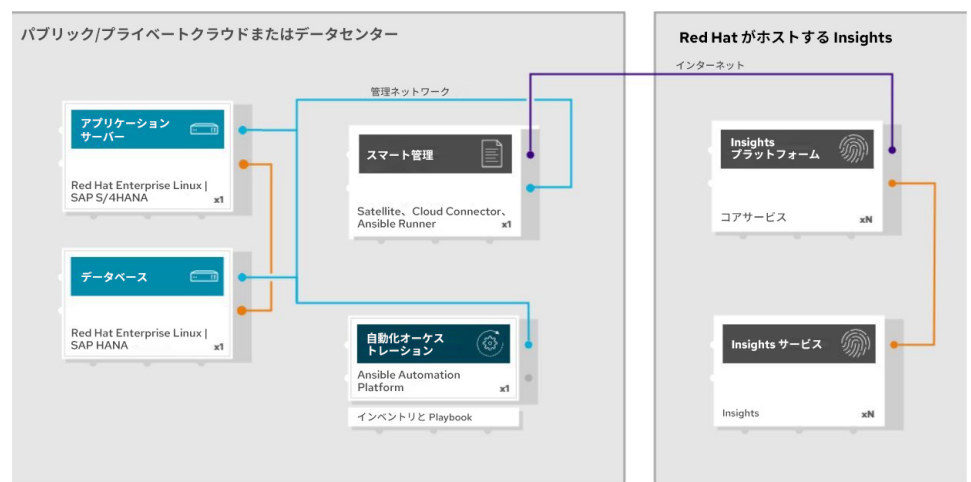 パブリック/プライベートクラウドまたはデータセンター
Red Hat がホストする Insights
インターネット
管理ネットワーク
アプリケーション
サーバー
Red Hat Enterprise Linux |
SAP S/4HANA
x1
スマート管理
Satellite、Cloud Connector、
Ansible Runner
x1
Insights
プラットフォーム
コアサービス
xN
データベース
Red Hat Enterprise Linux |
SAP HANA
x1
自動化オーケス
トレーション
Ansible Automation
Platform
x1
インベントリと Playbook
Insights サービス
Insights
xN